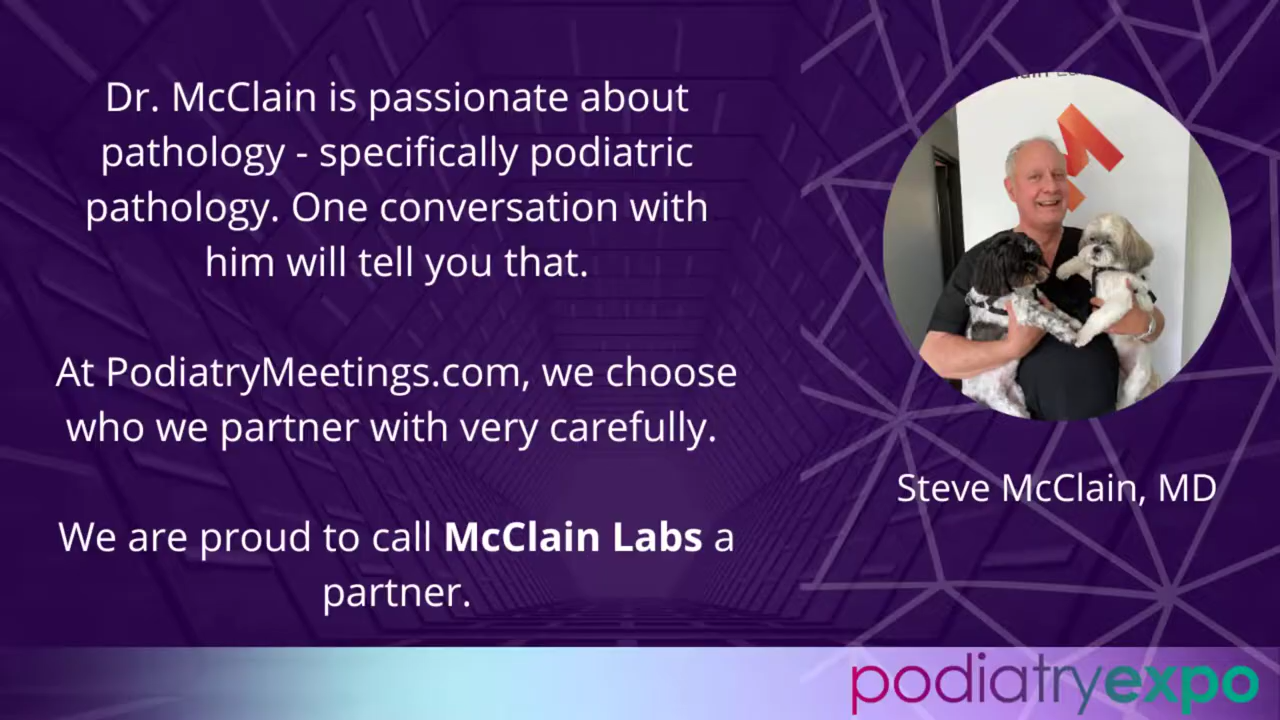 Dr. McClain is passionate about
pathology - specifically podiatric
pathology. One conversation with
him will tell you that.
At PodiatryMeetings.com, we choose
who we partner with very carefully.
We are proud to call McClain Labs a
partner.
Steve McClain, MD
podiatryexpo